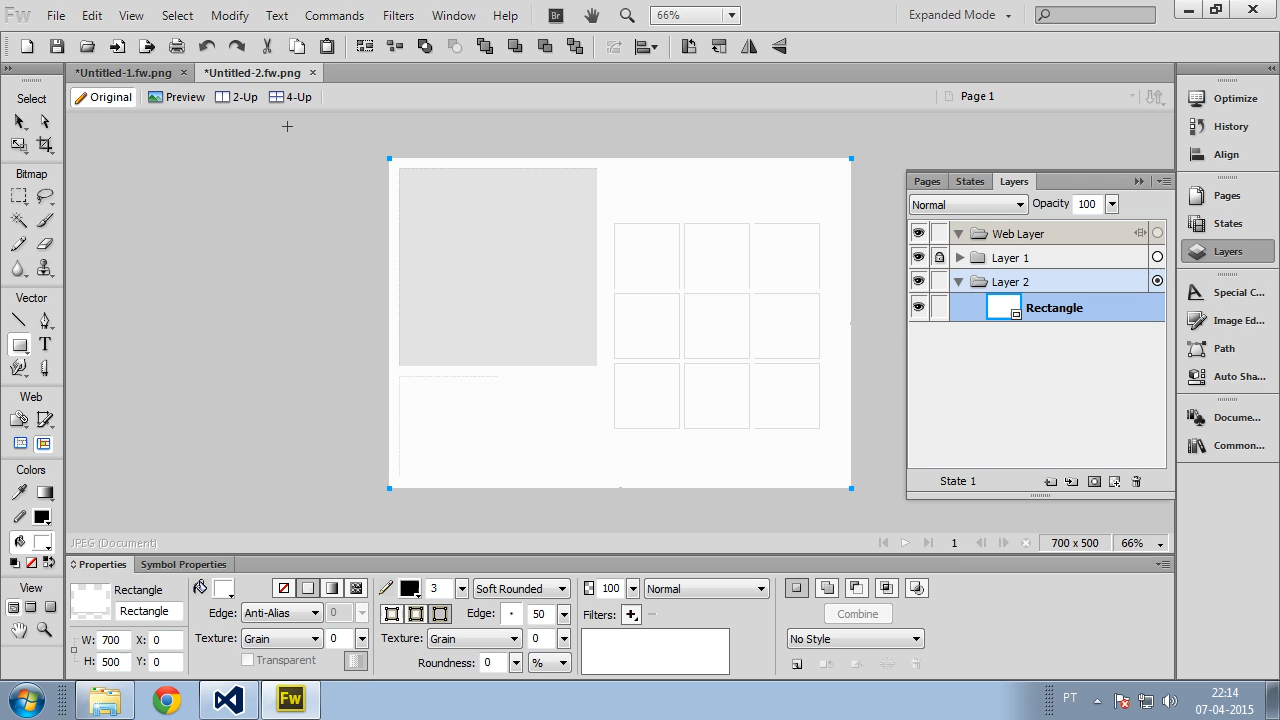 Fw File Edit View Select Modify Text Commands Filters Window Help Br 66% Expanded Mode
*Untitled-1.fw.png × *Untitled-2.fw.png ×
Original Preview 2-Up 4-Up Page 1
Select
Bitmap
Vector
T
Web
Colors
View
Pages States Layers
Normal Opacity 100
Web Layer
Layer 1
Layer 2
Rectangle
State 1
Optimize
History
Align
Pages
States
Layers
Special C...
Image Ed...
Path
Auto Sha...
Docume...
Common...
JPEG (Document) 1 700 x 500 66%
Properties Symbol Properties
Rectangle
Rectangle
W: 700 X: 0
H: 500 Y: 0
Edge: Anti-Alias 0
Texture: Grain 0
Transparent
3 Soft Rounded
Edge: 50
Texture: Grain 0
Roundness: 0 %
100 Normal
Filters:
Combine
No Style
Fw
PT
22:14
07-04-2015